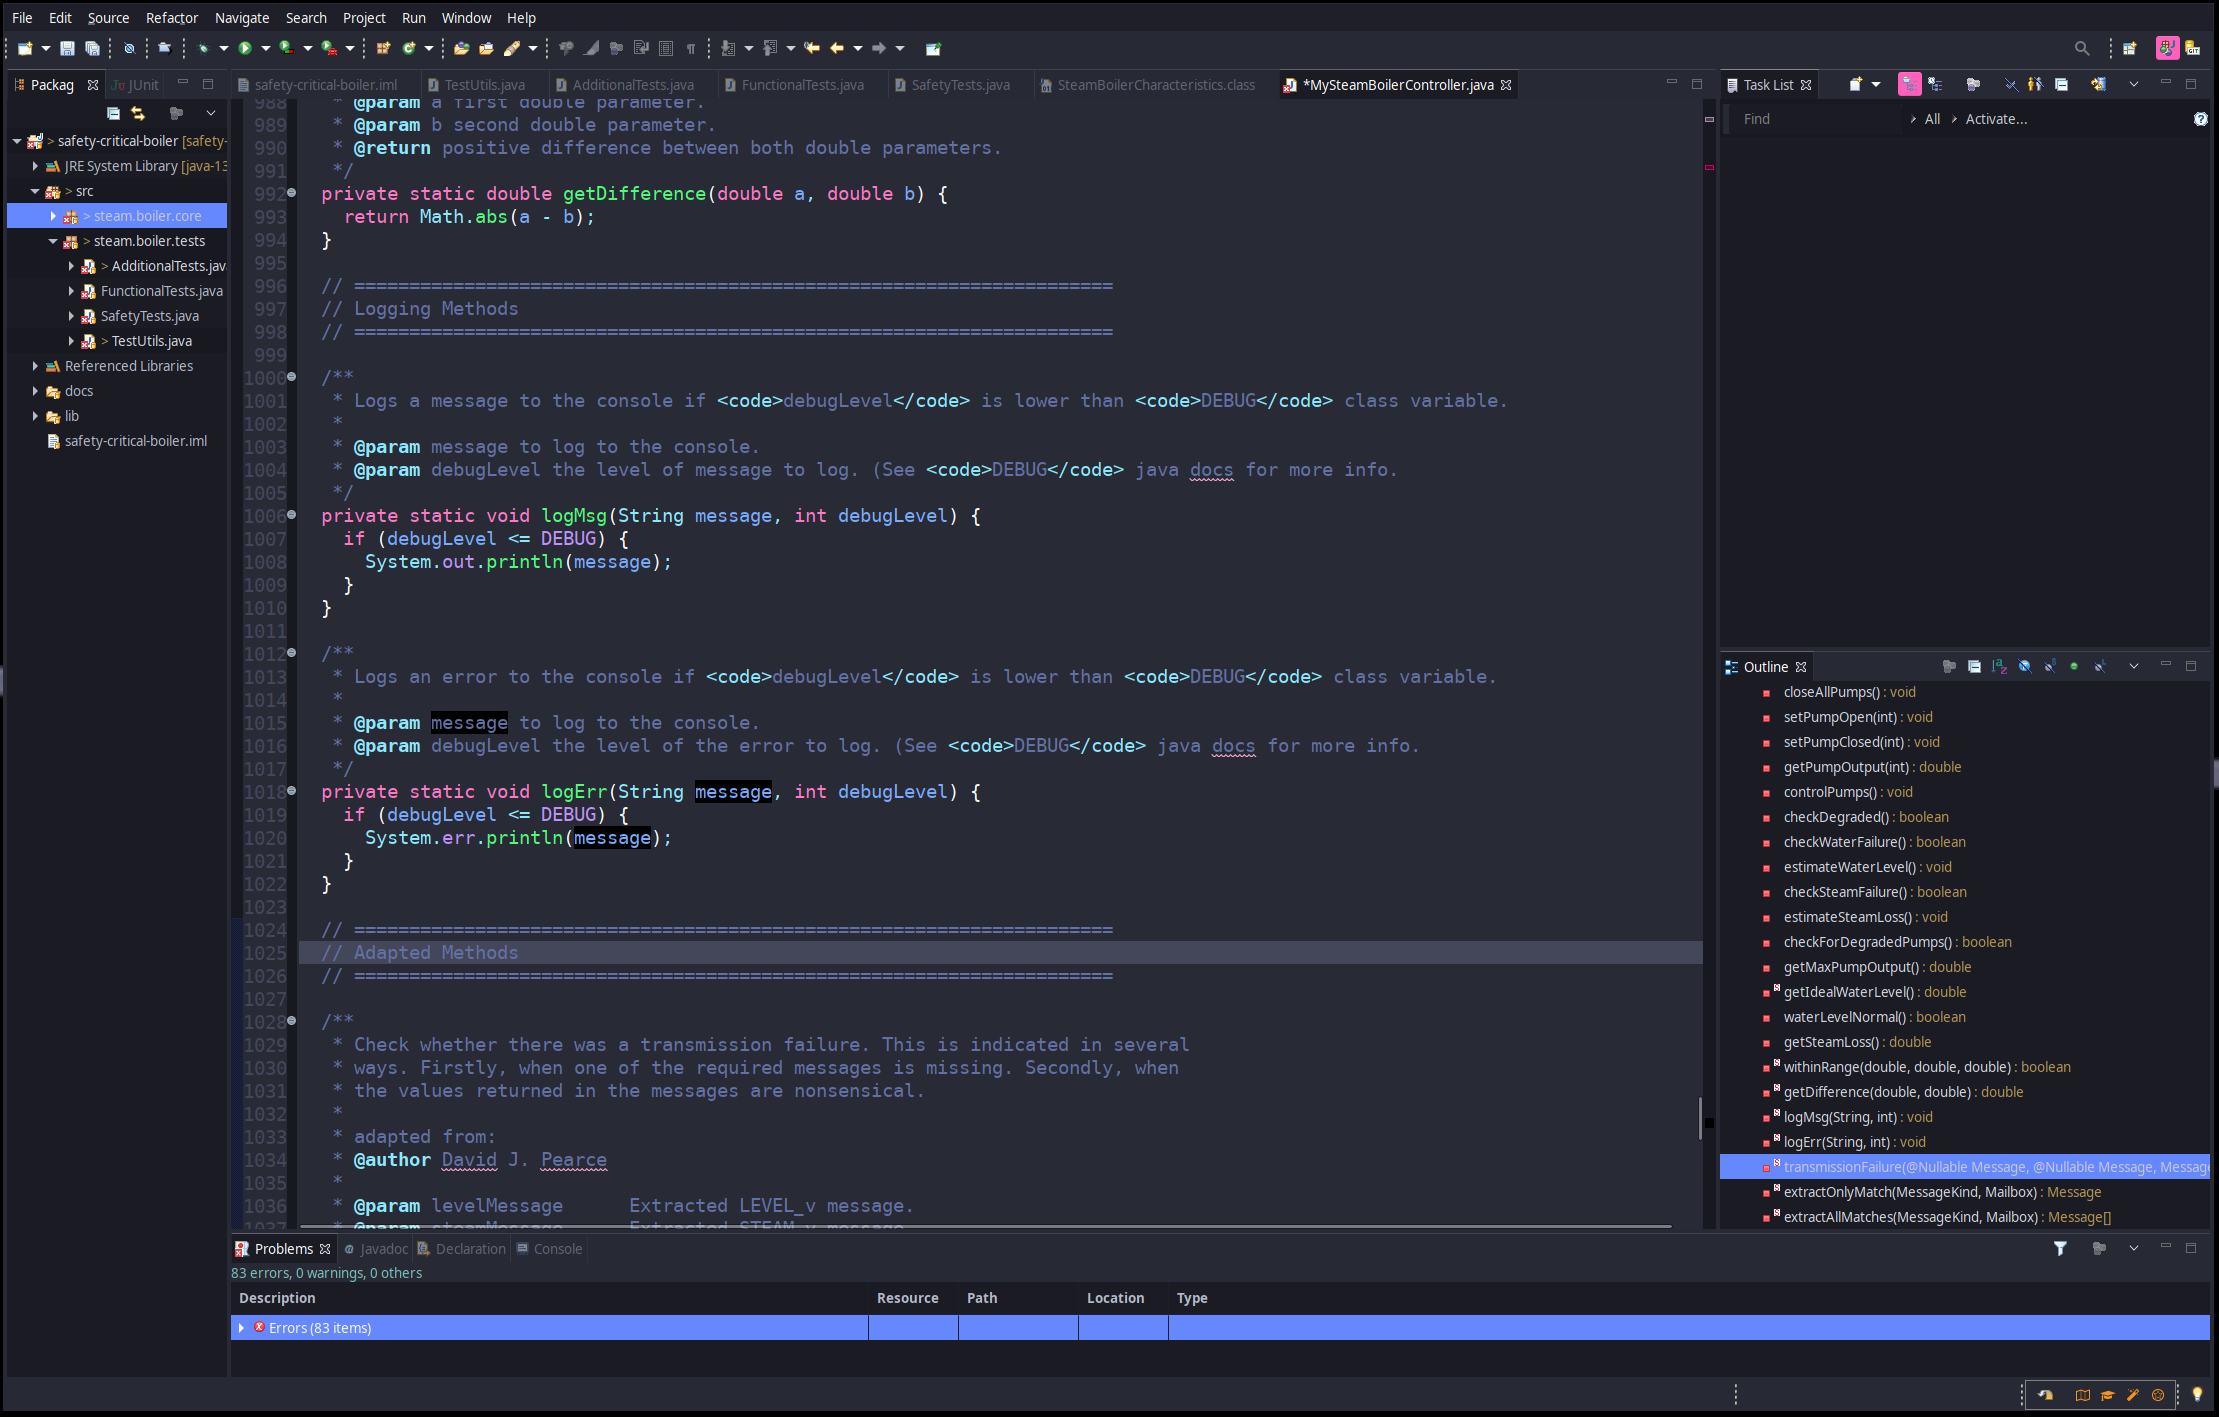 File Edit Source Refactor Navigate Search Project Run Window Help
Packag JUnit
safety-critical-boiler.iml TestUtils.java AdditionalTests.java FunctionalTests.java SafetyTests.java SteamBoilerCharacteristics.class *MySteamBoilerController.java
> safety-critical-boiler [safety-
JRE System Library [java-13
> src
> steam.boiler.core
> steam.boiler.tests
> AdditionalTests.jav
FunctionalTests.java
SafetyTests.java
> TestUtils.java
Referenced Libraries
docs
lib
safety-critical-boiler.iml
988 * @param a first double parameter.
989 * @param b second double parameter.
990 * @return positive difference between both double parameters.
991 */
992 private static double getDifference(double a, double b) {
993 return Math.abs(a - b);
994 }
995
996 // =====================================================================
997 // Logging Methods
998 // =====================================================================
999
1000 /**
1001 * Logs a message to the console if <code>debugLevel</code> is lower than <code>DEBUG</code> class variable.
1002 *
1003 * @param message to log to the console.
1004 * @param debugLevel the level of message to log. (See <code>DEBUG</code> java docs for more info.
1005 */
1006 private static void logMsg(String message, int debugLevel) {
1007 if (debugLevel <= DEBUG) {
1008 System.out.println(message);
1009 }
1010 }
1011
1012 /**
1013 * Logs an error to the console if <code>debugLevel</code> is lower than <code>DEBUG</code> class variable.
1014 *
1015 * @param message to log to the console.
1016 * @param debugLevel the level of the error to log. (See <code>DEBUG</code> java docs for more info.
1017 */
1018 private static void logErr(String message, int debugLevel) {
1019 if (debugLevel <= DEBUG) {
1020 System.err.println(message);
1021 }
1022 }
1023
1024 // =====================================================================
1025 // Adapted Methods
1026 // =====================================================================
1027
1028 /**
1029 * Check whether there was a transmission failure. This is indicated in several
1030 * ways. Firstly, when one of the required messages is missing. Secondly, when
1031 * the values returned in the messages are nonsensical.
1032 *
1033 * adapted from:
1034 * @author David J. Pearce
1035 *
1036 * @param levelMessage Extracted LEVEL_v message.
1037 * @param steamMessage Extracted STEAM_v message
Task List
Find All Activate...
Outline
closeAllPumps() : void
setPumpOpen(int) : void
setPumpClosed(int) : void
getPumpOutput(int) : double
controlPumps() : void
checkDegraded() : boolean
checkWaterFailure() : boolean
estimateWaterLevel() : void
checkSteamFailure() : boolean
estimateSteamLoss() : void
checkForDegradedPumps() : boolean
getMaxPumpOutput() : double
getIdealWaterLevel() : double
waterLevelNormal() : boolean
getSteamLoss() : double
withinRange(double, double, double) : boolean
getDifference(double, double) : double
logMsg(String, int) : void
logErr(String, int) : void
transmissionFailure(@Nullable Message, @Nullable Message, Messag
extractOnlyMatch(MessageKind, Mailbox) : Message
extractAllMatches(MessageKind, Mailbox) : Message[]
Problems Javadoc Declaration Console
83 errors, 0 warnings, 0 others
Description Resource Path Location Type
Errors (83 items)